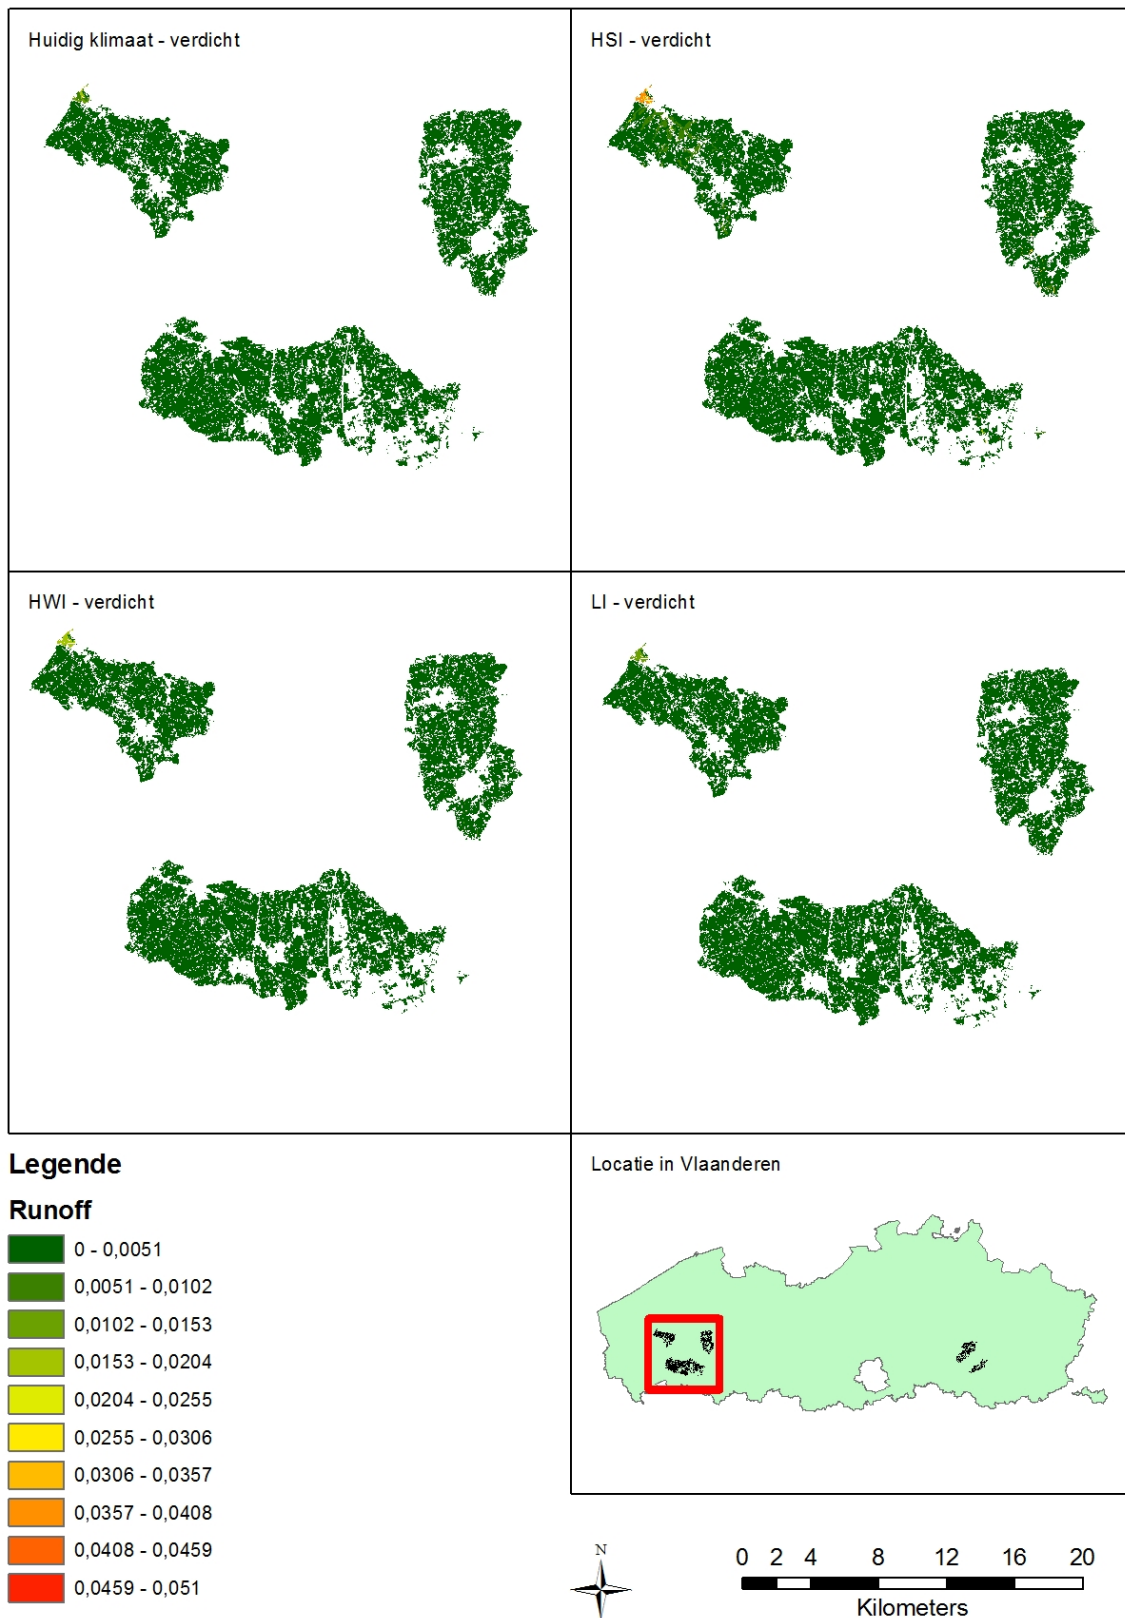 Huidig klimaat - verdicht
HSI - verdicht
HWI - verdicht
LI - verdicht
Legende
Runoff
0 - 0,0051
0,0051 - 0,0102
0,0102 - 0,0153
0,0153 - 0,0204
0,0204 - 0,0255
0,0255 - 0,0306
0,0306 - 0,0357
0,0357 - 0,0408
0,0408 - 0,0459
0,0459 - 0,051
Locatie in Vlaanderen
N
0 2 4 8 12 16 20
Kilometers